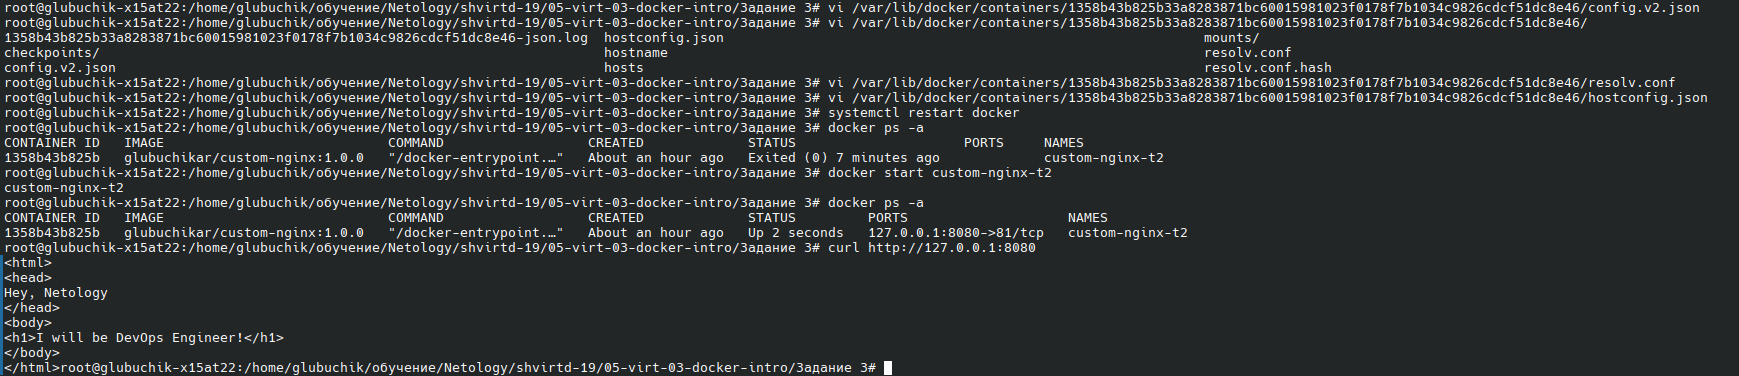 root@glubuchik-x15at22:/home/glubuchik/обучение/Netology/shvirtd-19/05-virt-03-docker-intro/Задание 3# vi /var/lib/docker/containers/1358b43b825b33a8283871bc60015981023f0178f7b1034c9826cdcf51dc8e46/config.v2.json
root@glubuchik-x15at22:/home/glubuchik/обучение/Netology/shvirtd-19/05-virt-03-docker-intro/Задание 3# vi /var/lib/docker/containers/1358b43b825b33a8283871bc60015981023f0178f7b1034c9826cdcf51dc8e46/
1358b43b825b33a8283871bc60015981023f0178f7b1034c9826cdcf51dc8e46-json.log  hostconfig.json  mounts/
checkpoints/  hostname  resolv.conf
config.v2.json  hosts  resolv.conf.hash
root@glubuchik-x15at22:/home/glubuchik/обучение/Netology/shvirtd-19/05-virt-03-docker-intro/Задание 3# vi /var/lib/docker/containers/1358b43b825b33a8283871bc60015981023f0178f7b1034c9826cdcf51dc8e46/resolv.conf
root@glubuchik-x15at22:/home/glubuchik/обучение/Netology/shvirtd-19/05-virt-03-docker-intro/Задание 3# vi /var/lib/docker/containers/1358b43b825b33a8283871bc60015981023f0178f7b1034c9826cdcf51dc8e46/hostconfig.json
root@glubuchik-x15at22:/home/glubuchik/обучение/Netology/shvirtd-19/05-virt-03-docker-intro/Задание 3# systemctl restart docker
root@glubuchik-x15at22:/home/glubuchik/обучение/Netology/shvirtd-19/05-virt-03-docker-intro/Задание 3# docker ps -a
CONTAINER ID   IMAGE                            COMMAND                  CREATED             STATUS                     PORTS     NAMES
1358b43b825b   glubuchikar/custom-nginx:1.0.0   "/docker-entrypoint.…"   About an hour ago   Exited (0) 7 minutes ago             custom-nginx-t2
root@glubuchik-x15at22:/home/glubuchik/обучение/Netology/shvirtd-19/05-virt-03-docker-intro/Задание 3# docker start custom-nginx-t2
custom-nginx-t2
root@glubuchik-x15at22:/home/glubuchik/обучение/Netology/shvirtd-19/05-virt-03-docker-intro/Задание 3# docker ps -a
CONTAINER ID   IMAGE                            COMMAND                  CREATED             STATUS         PORTS                    NAMES
1358b43b825b   glubuchikar/custom-nginx:1.0.0   "/docker-entrypoint.…"   About an hour ago   Up 2 seconds   127.0.0.1:8080->81/tcp   custom-nginx-t2
root@glubuchik-x15at22:/home/glubuchik/обучение/Netology/shvirtd-19/05-virt-03-docker-intro/Задание 3# curl http://127.0.0.1:8080
<html>
<head>
Hey, Netology
</head>
<body>
<h1>I will be DevOps Engineer!</h1>
</body>
</html>root@glubuchik-x15at22:/home/glubuchik/обучение/Netology/shvirtd-19/05-virt-03-docker-intro/Задание 3#